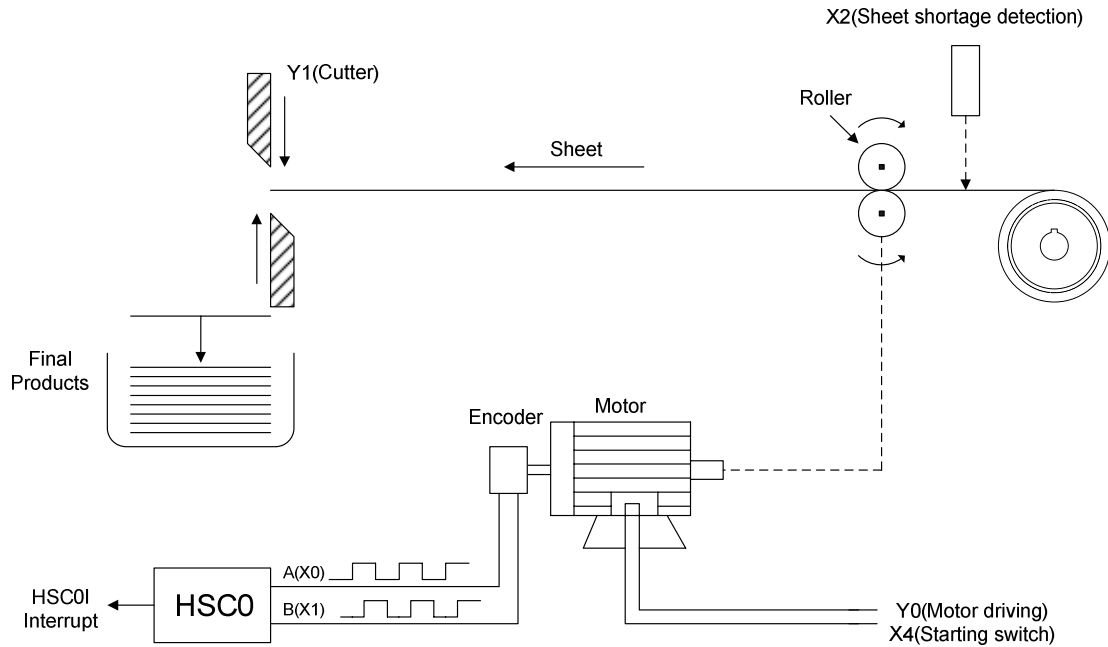 X2(Sheet shortage detection)
Y1(Cutter)
Roller
Sheet
Final
Products
Encoder
Motor
A(X0)
HSC0I
Interrupt
HSC0
B(X1)
Y0(Motor driving)
X4(Starting switch)